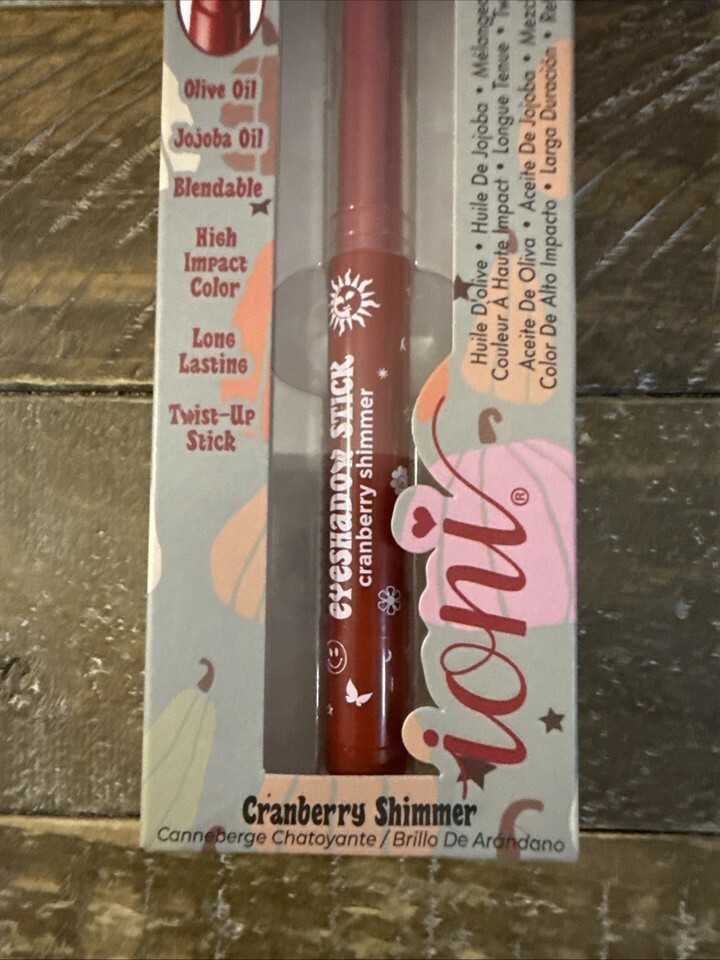 Olive Oil
Jojoba Oil
Blendable
High
Impact
Color
Long
Lasting
Twist-Up
Stick
EYESHADOW STICK
cranberry shimmer
Huile D'olive • Huile De Jojoba •
Couleur À Haute Impact • Longue Tenue •
Aceite De Oliva • Aceite De Jojoba •
Color De Alto Impacto • Larga Duración •
ioni®
Cranberry Shimmer
Canneberge Chatoyante / Brillo De Arándano